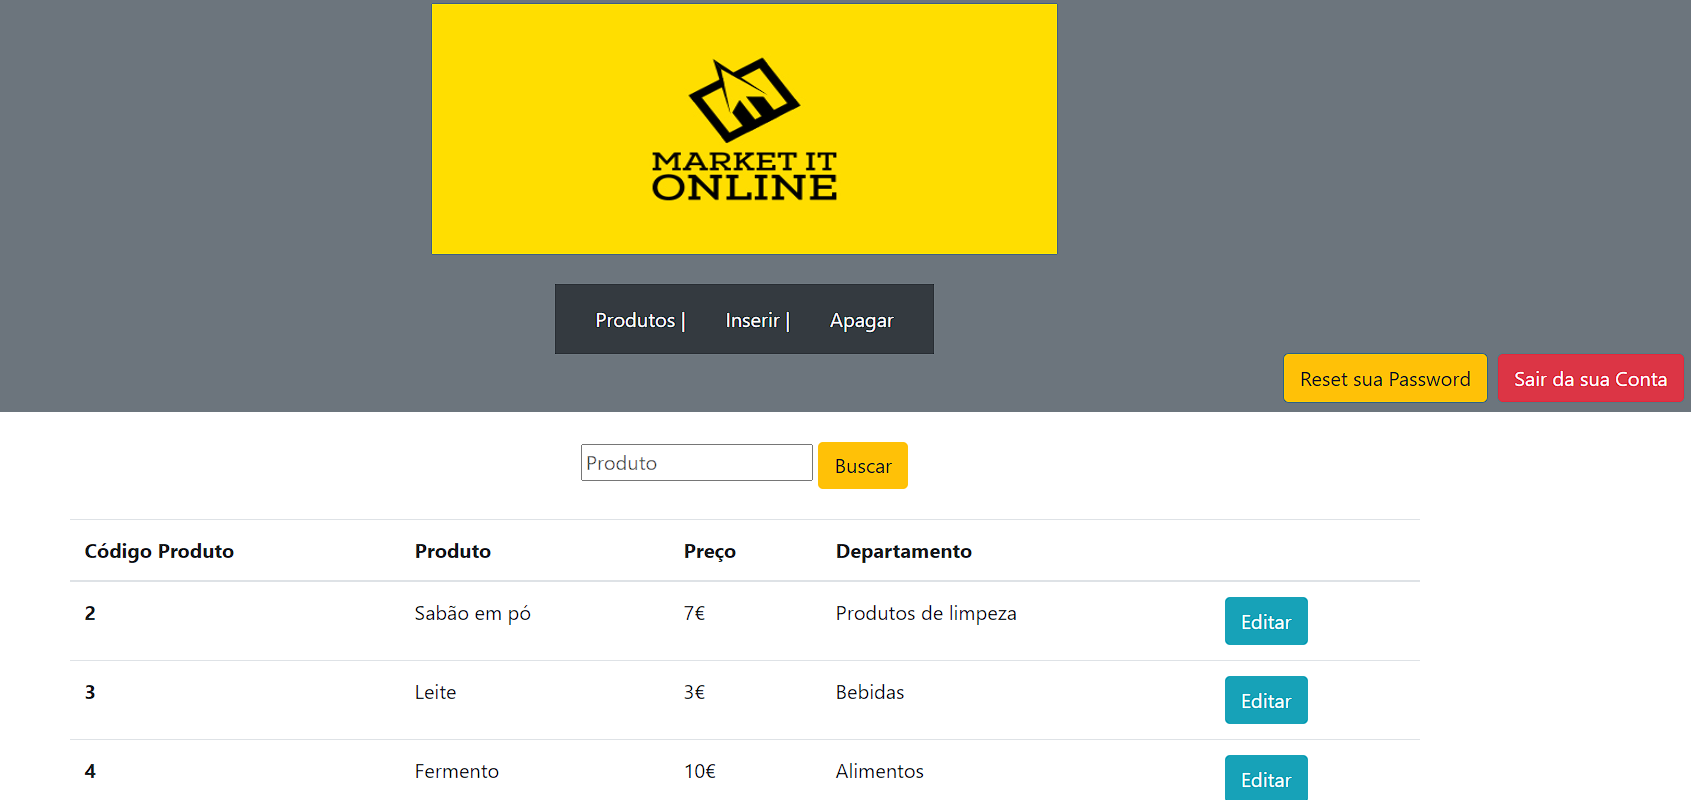 MARKET IT
ONLINE
Produtos | Inserir | Apagar
Reset sua Password Sair da sua Conta
Produto Buscar
Código Produto Produto Preço Departamento
2 Sabão em pó 7€ Produtos de limpeza Editar
3 Leite 3€ Bebidas Editar
4 Fermento 10€ Alimentos Editar